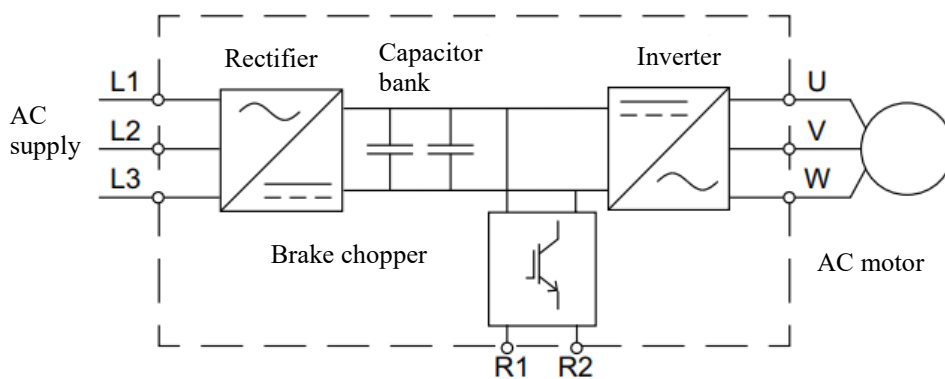 Rectifier
Capacitor
bank
Inverter
L1
U
AC
supply
L2
V
L3
W
Brake chopper
AC motor
R1
R2